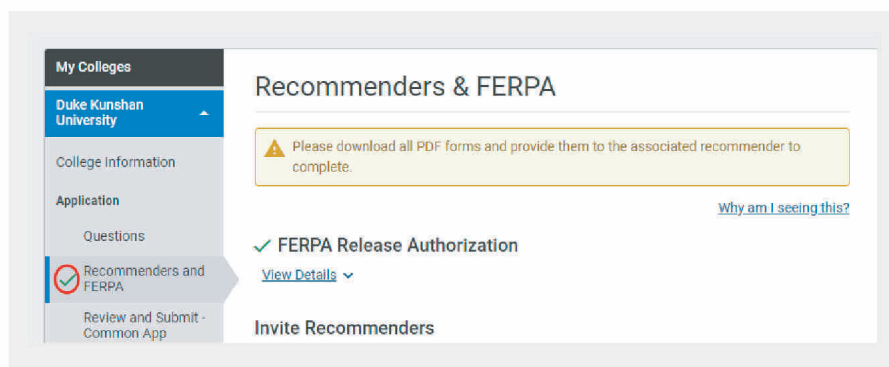 My Colleges
Duke Kunshan
University
College Information
Application
Questions
Recommenders and
FERPA
Review and Submit -
Common App
Recommenders & FERPA
Please download all PDF forms and provide them to the associated recommender to
complete.
Why am I seeing this?
FERPA Release Authorization
View Details
Invite Recommenders